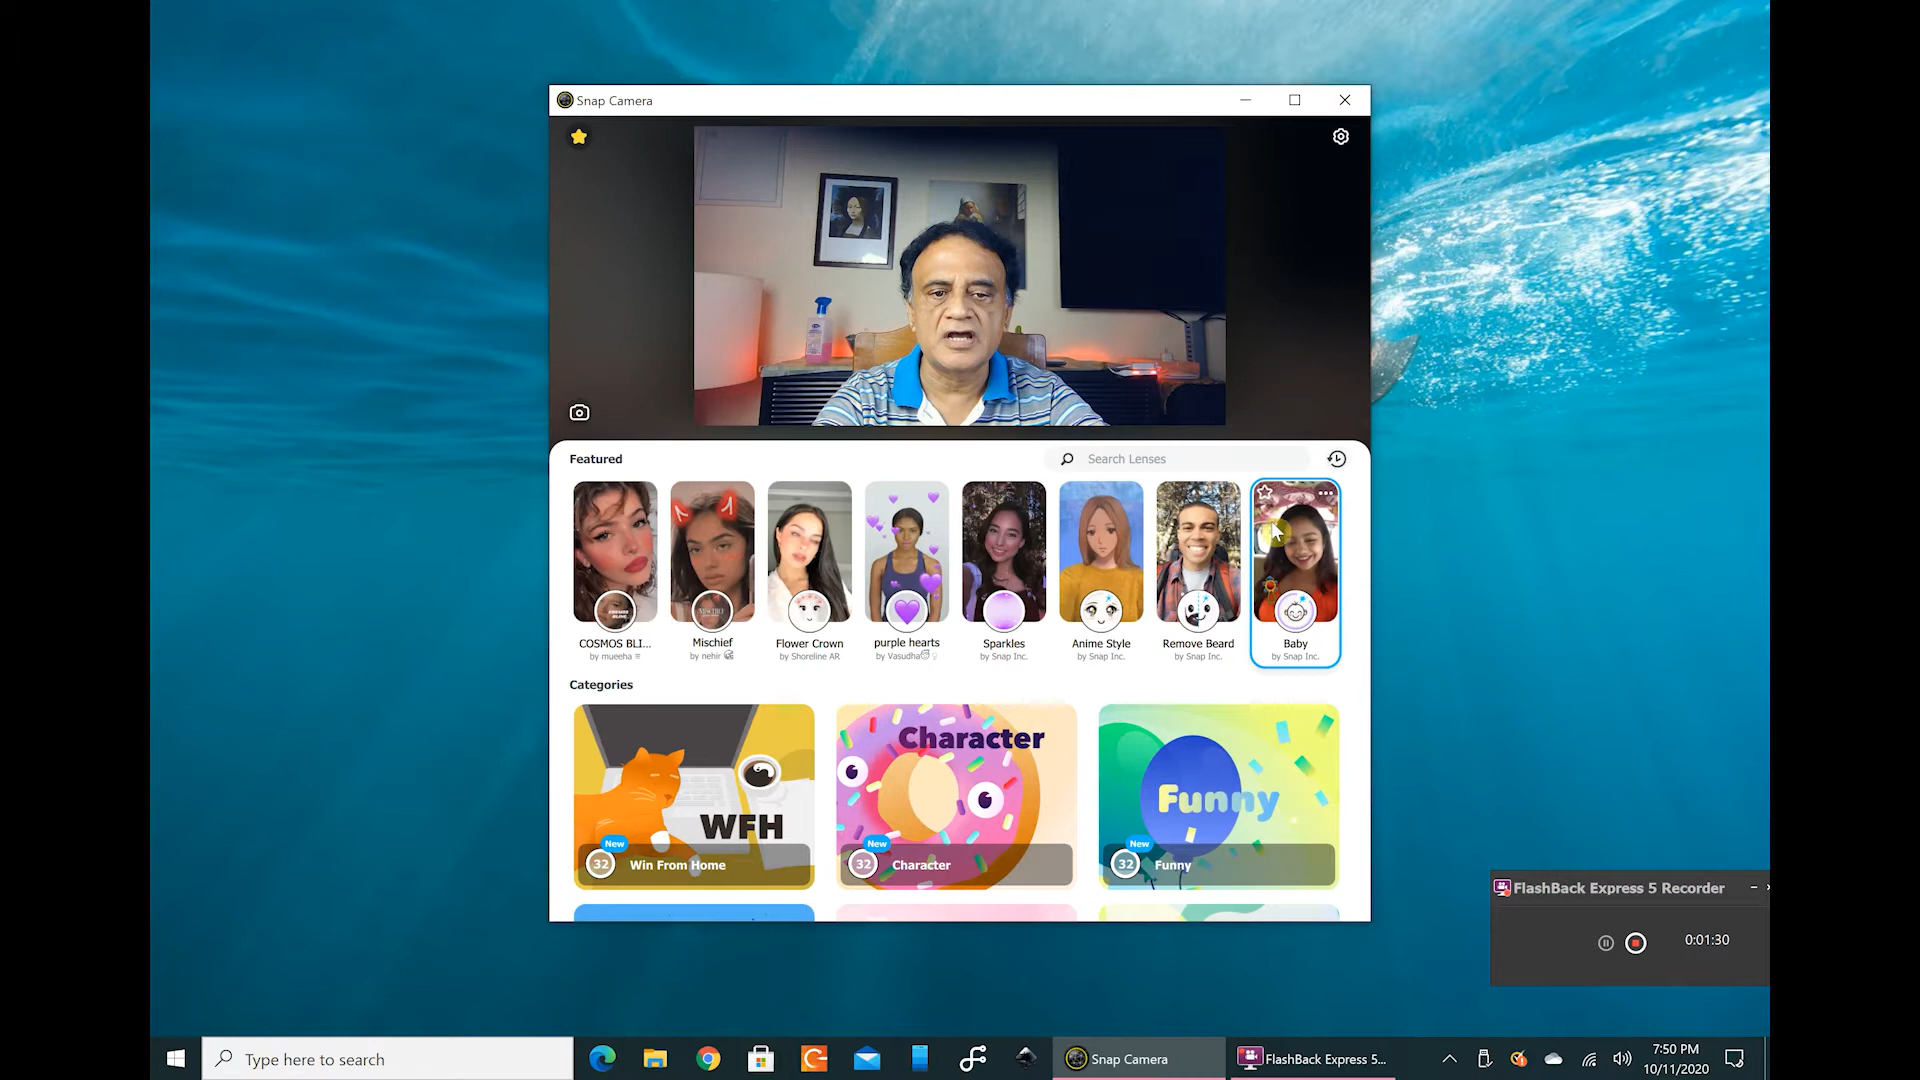 Snap Camera
Featured
Search Lenses
MISCHIEF
COSMOS BLI...
Mischief
Flower Crown
purple hearts
Sparkles
Anime Style
Remove Beard
Baby
by mueeha
by nehir
by Shoreline AR
by Vasudha
by Snap Inc.
by Snap Inc.
by Snap Inc.
by Snap Inc.
Categories
WFH
New
32
Win From Home
Character
New
32
Character
Funny
New
32
Funny
FlashBack Express 5 Recorder
0:01:30
Type here to search
Snap Camera
FlashBack Express 5...
7:50 PM
10/11/2020